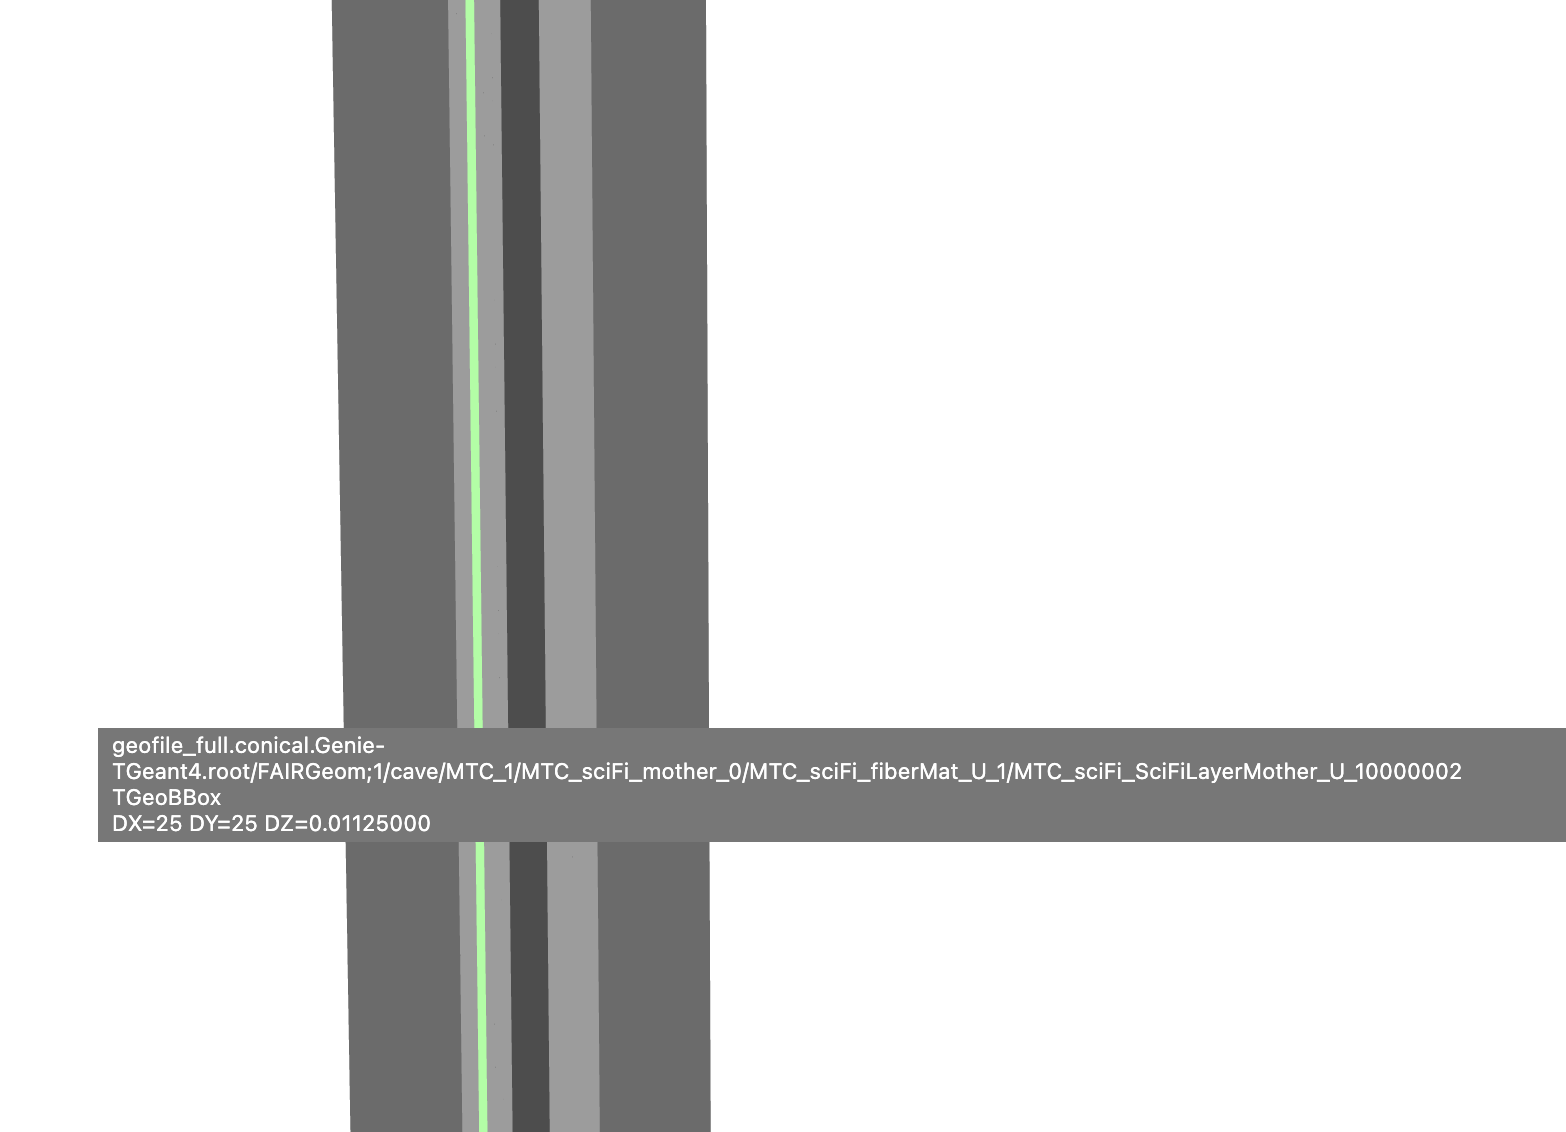 geofile_full.conical.Genie-
TGeant4.root/FAIRGeom;1/cave/MTC_1/MTC_sciFi_mother_0/MTC_sciFi_fiberMat_U_1/MTC_sciFi_SciFiLayerMother_U_10000002
TGeoBBox
DX=25 DY=25 DZ=0.01125000